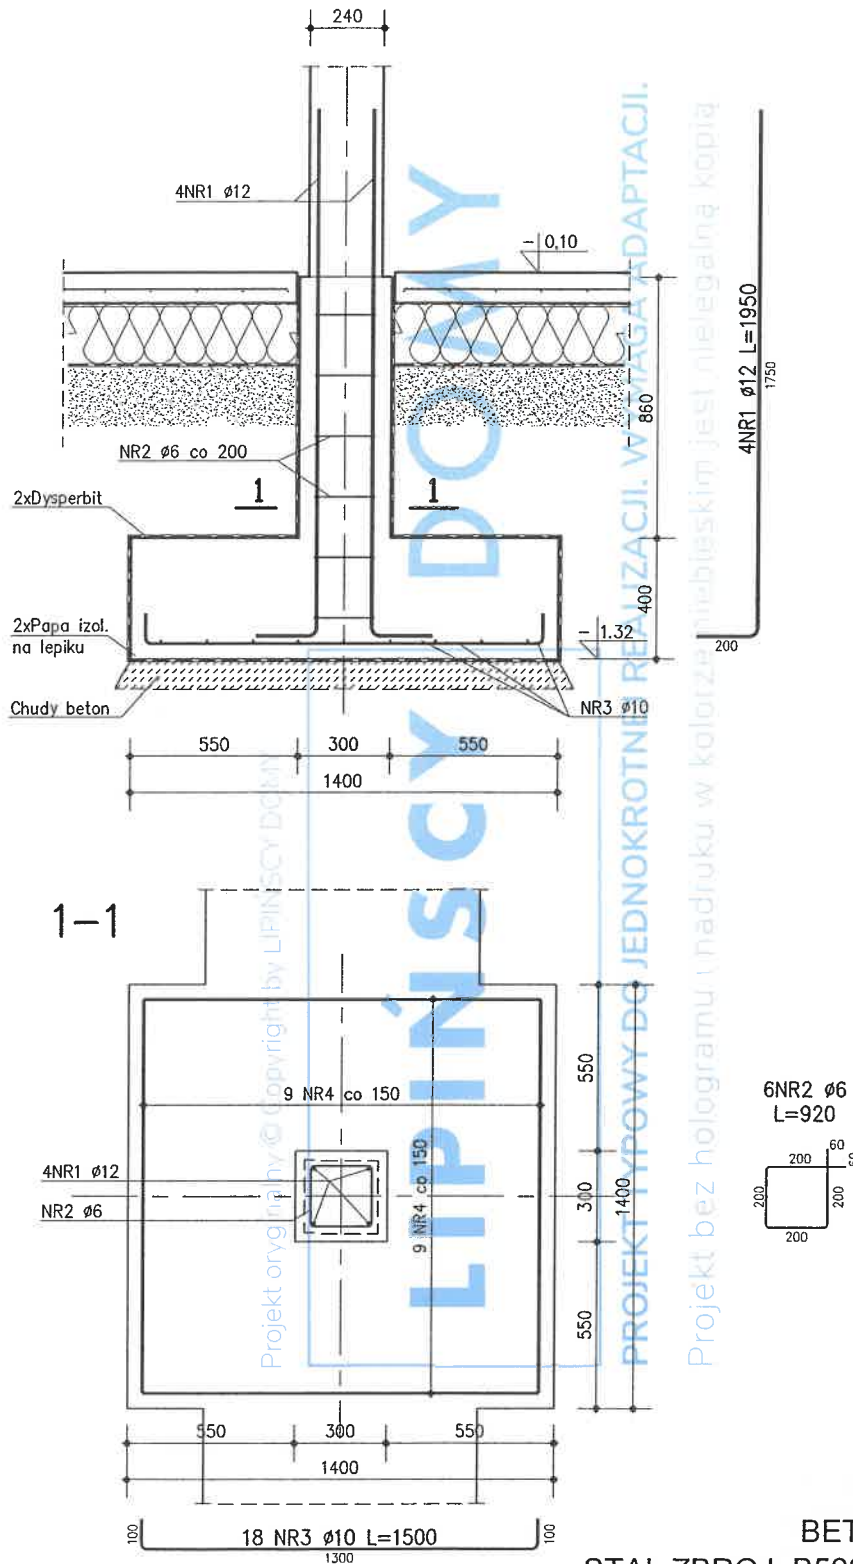 240
4NR1 ø12
- 0,10
NR2 ø6 co 200
1 1
2xDysperbit
2xPapa izol.
na lepiku
Chudy beton
860
400
- 1.32
NR3 ø10
4NR1 ø12 L=1950
1750
200
550 300 550
1400
1-1
9 NR4 co 150
9 NR4 co 150
4NR1 ø12
NR2 ø6
550
300
550
1400
6NR2 ø6
L=920
60
60
200
200
200
200
550 300 550
1400
100
18 NR3 ø10 L=1500
1300
100
LIPIŃSCY DOMY
PROJEKT TYPOWY DO JEDNOKROTNEJ REALIZACJI. WYMAGA ADAPTACJI.
Projekt bez hologramu i nadruku w kolorze niebieskim jest nielegalną kopią
Projekt oryginalny © Copyright by LIPIŃSCY DOMY
BET